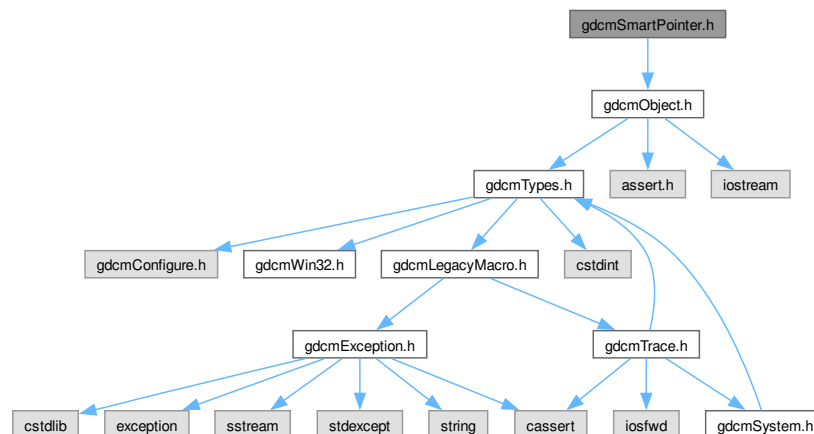 gdcmSmartPointer.h
gdcmObject.h
gdcmTypes.h
assert.h
iostream
gdcmConfigure.h
gdcmWin32.h
gdcmLegacyMacro.h
cstdint
gdcmException.h
gdcmTrace.h
cstdlib
exception
sstream
stdexcept
string
cassert
iosfwd
gdcmSystem.h